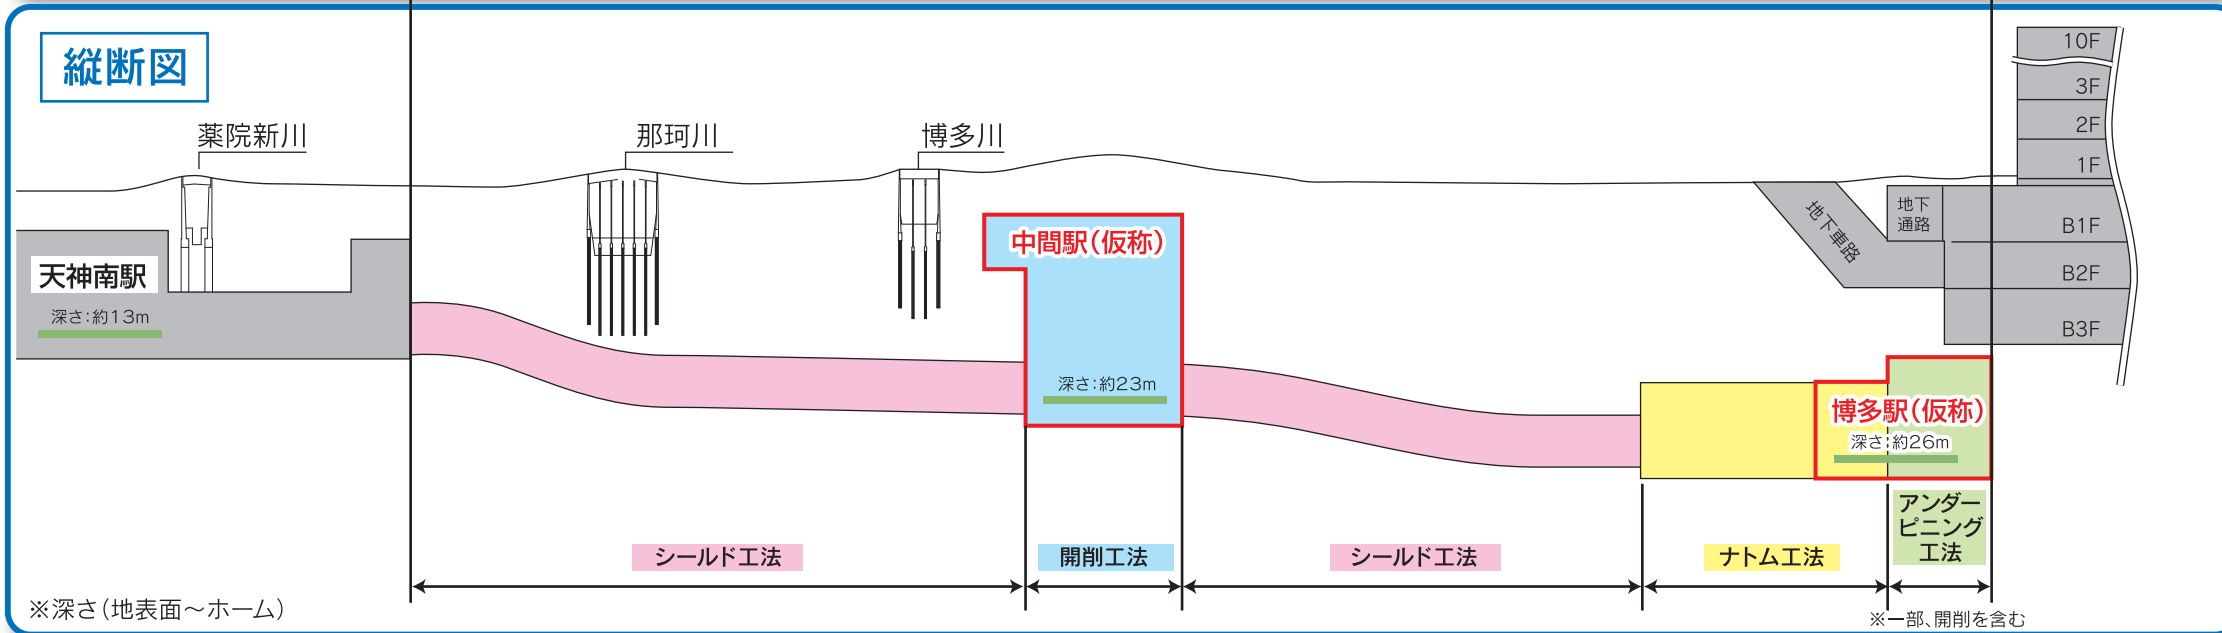 縦断図
薬院新川
那珂川
博多川
10F
3F
2F
1F
地下車路
地下
通路
B1F
B2F
B3F
天神南駅
深さ:約13m
中間駅(仮称)
深さ:約23m
博多駅(仮称)
深さ:約26m
シールド工法
開削工法
シールド工法
ナトム工法
アンダー
ピニング
工法
※深さ(地表面~ホーム)
※一部、開削を含む